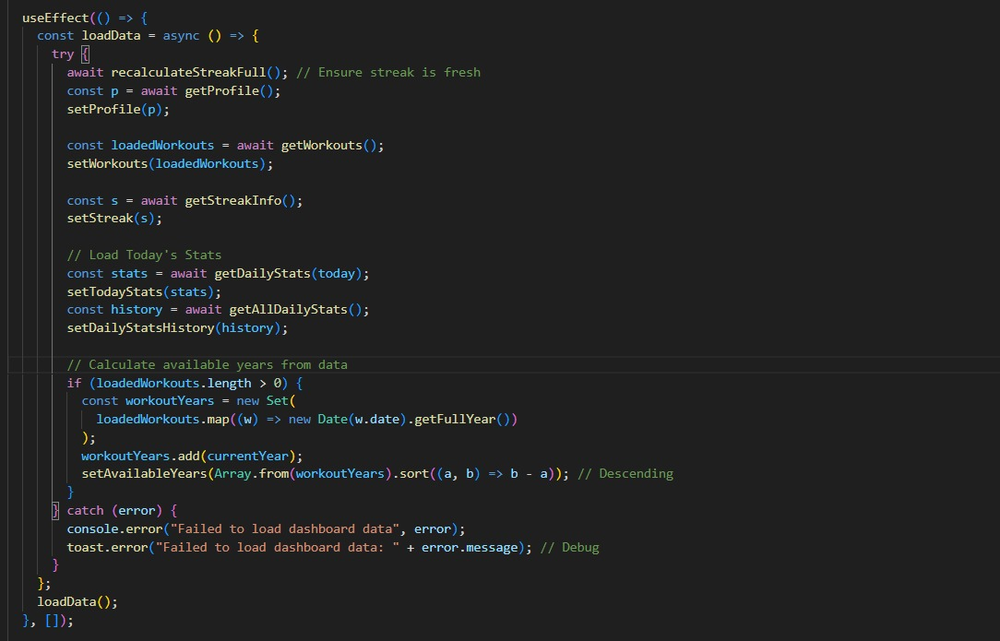 useEffect(() => {
const loadData = async () => {
try {
await recalculateStreakFull(); // Ensure streak is fresh
const p = await getProfile();
setProfile(p);
const loadedWorkouts = await getWorkouts();
setWorkouts(loadedWorkouts);
const s = await getStreakInfo();
setStreak(s);
// Load Today's Stats
const stats = await getDailyStats(today);
setTodayStats(stats);
const history = await getAllDailyStats();
setDailyStatsHistory(history);
// Calculate available years from data
if (loadedWorkouts.length > 0) {
const workoutYears = new Set(
loadedWorkouts.map((w) => new Date(w.date).getFullYear())
);
workoutYears.add(currentYear);
setAvailableYears(Array.from(workoutYears).sort((a, b) => b - a)); // Descending
}
} catch (error) {
console.error("Failed to load dashboard data", error);
toast.error("Failed to load dashboard data: " + error.message); // Debug
}
};
loadData();
}, []);